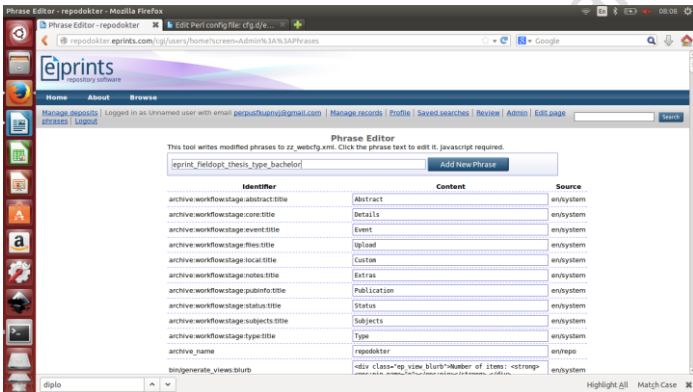 Phrase Editor - repodokter - Mozilla Firefox
En
08:08
Phrase Editor - repodokter
Edit Perl config file: cfg.d/e...
repodokter.eprints.com/cgi/users/home?screen=Admin%3A%3APhrases
Google
eprints
repository software
Home About Browse
Manage deposits | Logged in as Unnamed user with email perpusfkupnvj@gmail.com | Manage records | Profile | Saved searches | Review | Admin | Edit page
phrases | Logout
Search
Phrase Editor
This tool writes modified phrases to zz_webcfg.xml. Click the phrase text to edit it. Javascript required.
eprint_fieldopt_thesis_type_bachelor
Add New Phrase
Identifier Content Source
archive:workflow:stage:abstract:title Abstract en/system
archive:workflow:stage:core:title Details en/system
archive:workflow:stage:event:title Event en/system
archive:workflow:stage:files:title Upload en/system
archive:workflow:stage:local:title Custom en/system
archive:workflow:stage:notes:title Extras en/system
archive:workflow:stage:pubinfo:title Publication en/system
archive:workflow:stage:status:title Status en/system
archive:workflow:stage:subjects:title Subjects en/system
archive:workflow:stage:type:title Type en/system
archive_name repodokter en/repo
bin/generate_views:blurb <div class="ep_view_blurb">Number of items: <strong> en/system
diplo
Highlight All Match Case